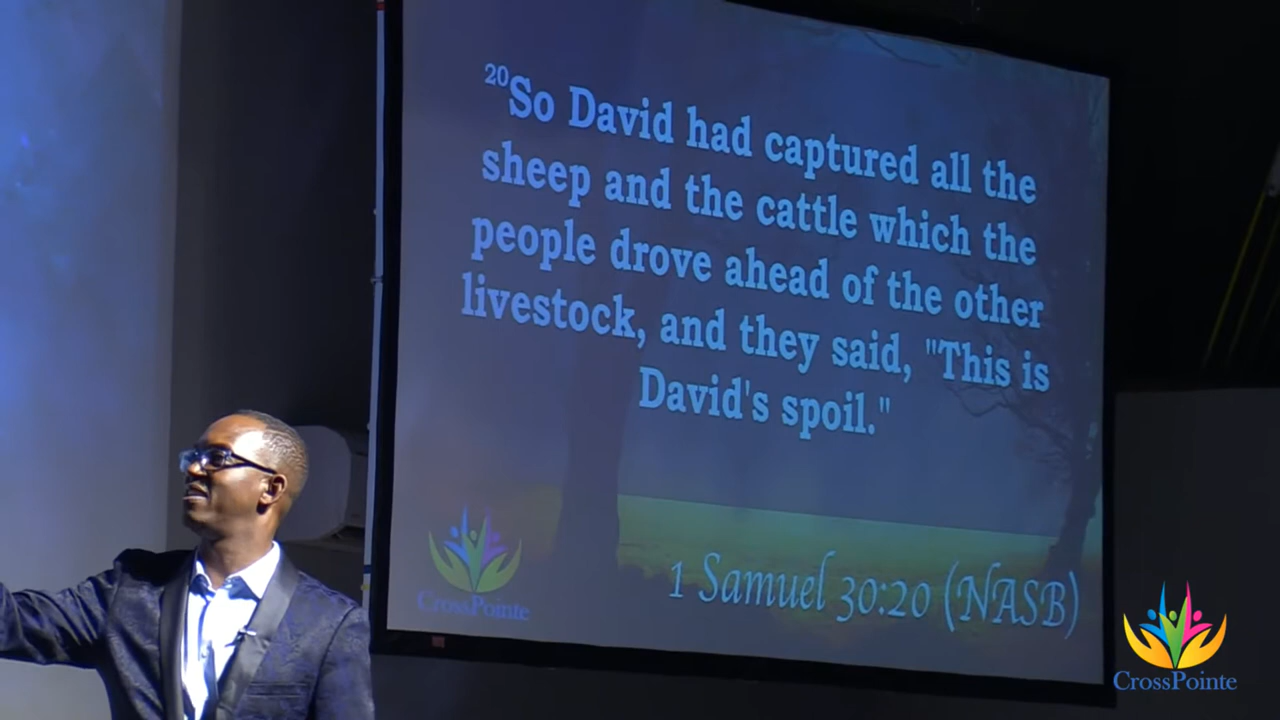 20So David had captured all the
sheep and the cattle which the
people drove ahead of the other
livestock, and they said, "This is
David's spoil."
1 Samuel 30:20 (NASB)
CrossPointe
CrossPointe